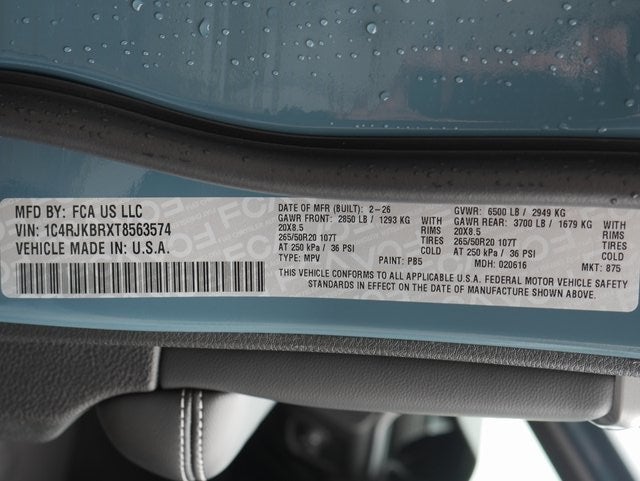 MFD BY: FCA US LLC
VIN: 1C4RJKBRXT8563574
VEHICLE MADE IN: U.S.A.
DATE OF MFR (BUILT): 2-26 GVWR: 6500 LB / 2949 KG
GAWR FRONT: 2850 LB / 1293 KG WITH GAWR REAR: 3700 LB / 1679 KG WITH
20X8.5 RIMS 20X8.5 RIMS
265/50R20 107T TIRES 265/50R20 107T TIRES
AT 250 kPa / 36 PSI COLD AT 250 kPa / 36 PSI COLD
TYPE: MPV PAINT: PB5 MDH: 020616 MKT: 875
THIS VEHICLE CONFORMS TO ALL APPLICABLE U.S.A. FEDERAL MOTOR VEHICLE SAFETY
STANDARDS IN EFFECT ON THE DATE OF MANUFACTURE SHOWN ABOVE.